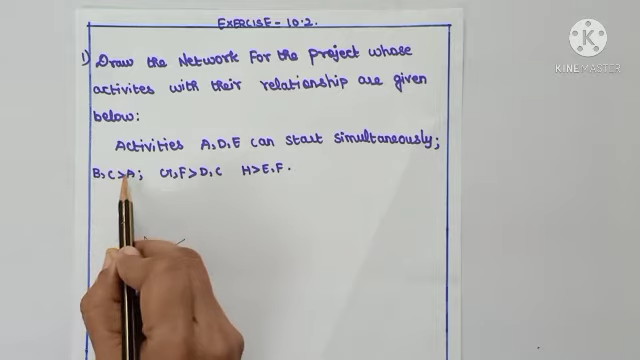 EXERCISE - 10.2.
1) Draw the Network For the project whose
activites with their relationship are given
below:
Activities A, D, E can start simultaneously;
B, C > A; G, F > D, C H > E, F.
K
KINEMASTER